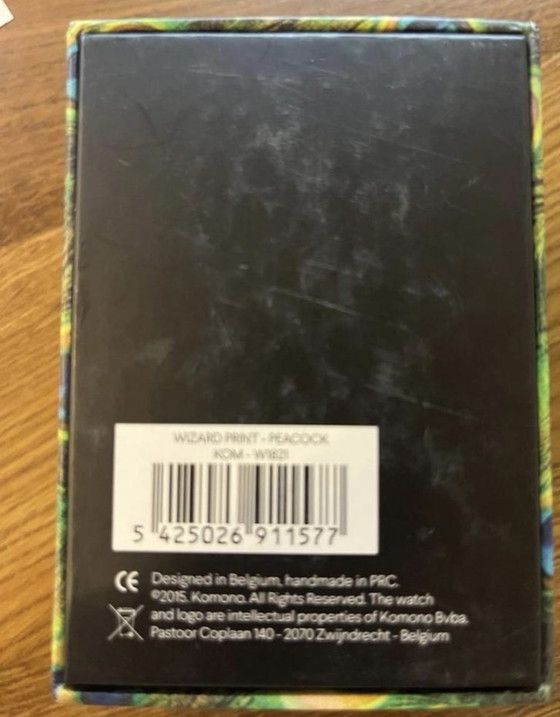 WIZARD PRINT - PEACOCK
KOM - W1821
5 425026 911577
CE Designed in Belgium, handmade in PRC.
©2015. Komono. All Rights Reserved. The watch
and logo are intellectual properties of Komono Bvba.
Pastoor Coplaan 140 - 2070 Zwijndrecht - Belgium